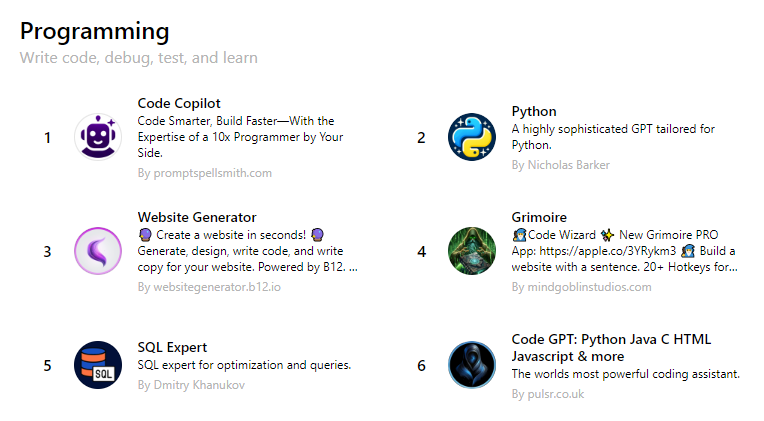 Programming
Write code, debug, test, and learn
1
Code Copilot
Code Smarter, Build Faster—With the
Expertise of a 10x Programmer by Your
Side.
By promptspellsmith.com
2
Python
A highly sophisticated GPT tailored for
Python.
By Nicholas Barker
3
Website Generator
🔮 Create a website in seconds! 🔮
Generate, design, write code, and write
copy for your website. Powered by B12. ...
By websitegenerator.b12.io
4
Grimoire
🧙‍♂️Code Wizard ✨ New Grimoire PRO
App: https://apple.co/3YRykm3 🧙‍♂️ Build a
website with a sentence. 20+ Hotkeys for...
By mindgoblinstudios.com
5
SQL
SQL Expert
SQL expert for optimization and queries.
By Dmitry Khanukov
6
Code GPT: Python Java C HTML
Javascript & more
The worlds most powerful coding assistant.
By pulsr.co.uk